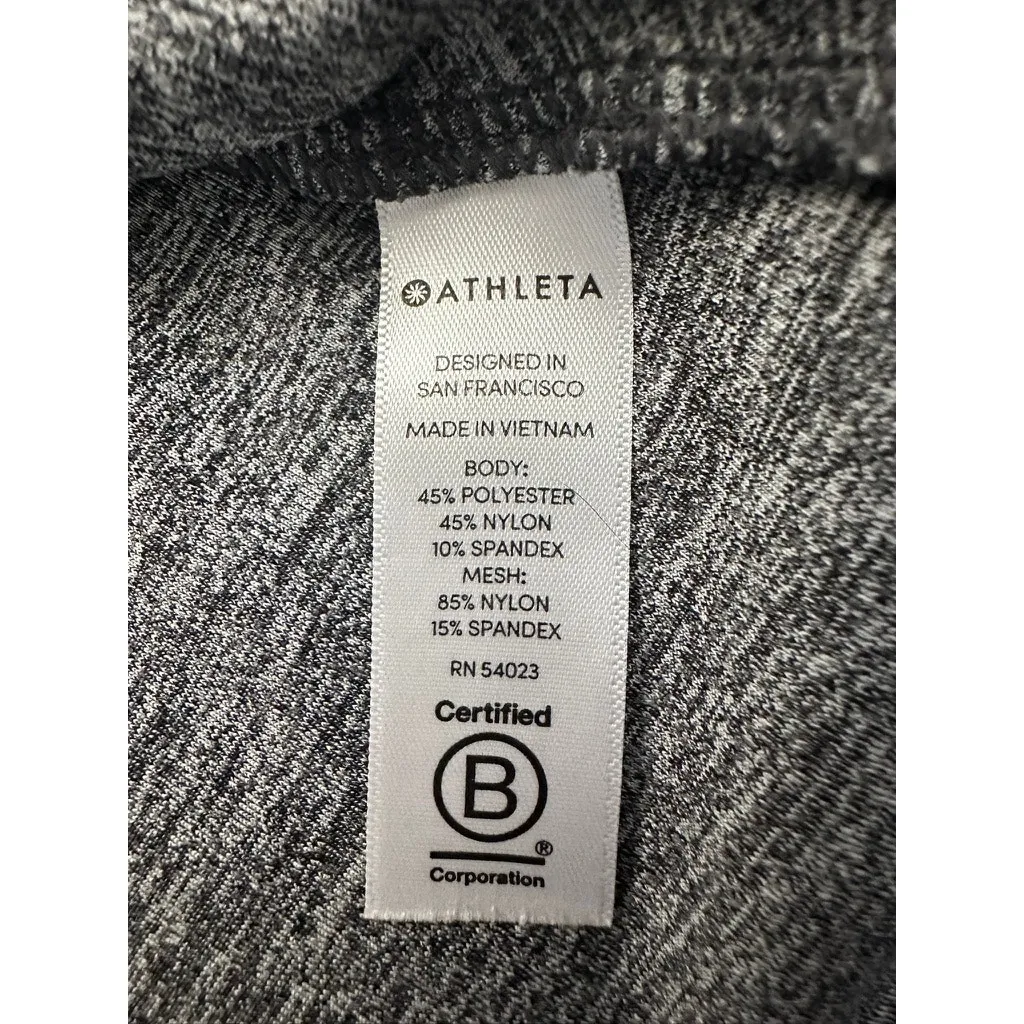 ATHLETA
DESIGNED IN
SAN FRANCISCO
MADE IN VIETNAM
BODY:
45% POLYESTER
45% NYLON
10% SPANDEX
MESH:
85% NYLON
15% SPANDEX
RN 54023
Certified
B
®
Corporation